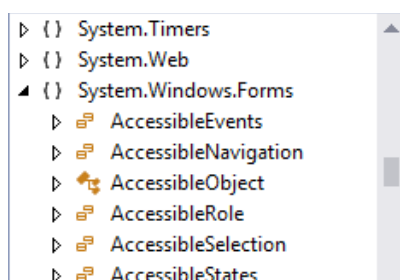 {} System.Timers
{} System.Web
{} System.Windows.Forms
AccessibleEvents
AccessibleNavigation
AccessibleObject
AccessibleRole
AccessibleSelection
AccessibleStates